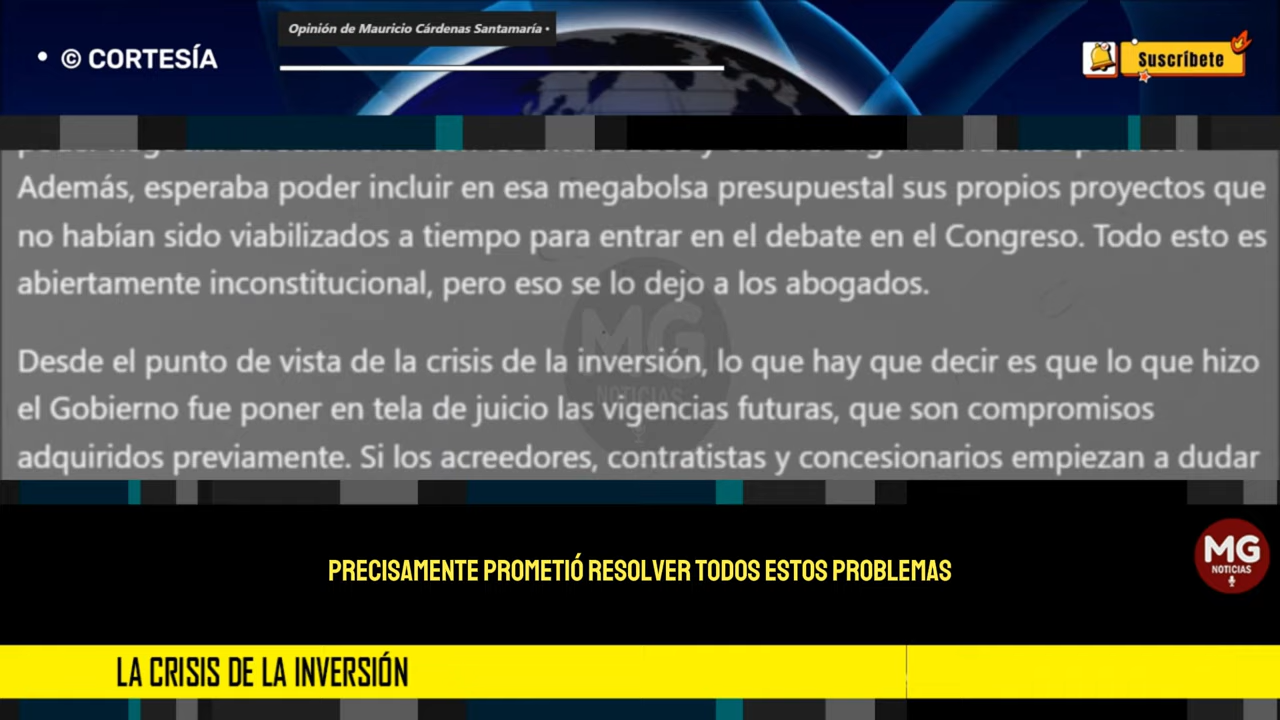 Opinión de Mauricio Cárdenas Santamaría •
• © CORTESÍA
Suscríbete
Además, esperaba poder incluir en esa megabolsa presupuestal sus propios proyectos que
no habían sido viabilizados a tiempo para entrar en el debate en el Congreso. Todo esto es
abiertamente inconstitucional, pero eso se lo dejo a los abogados.
Desde el punto de vista de la crisis de la inversión, lo que hay que decir es que lo que hizo
el Gobierno fue poner en tela de juicio las vigencias futuras, que son compromisos
adquiridos previamente. Si los acreedores, contratistas y concesionarios empiezan a dudar
MG
NOTICIAS
PRECISAMENTE PROMETIÓ RESOLVER TODOS ESTOS PROBLEMAS
MG
NOTICIAS
LA CRISIS DE LA INVERSIÓN